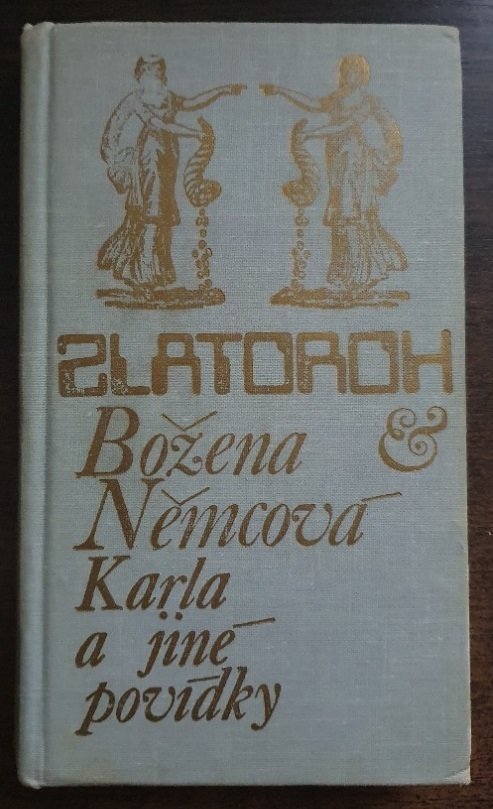 ZLATOROH
Božena &
Němcová
Karla
a jiné
povídky